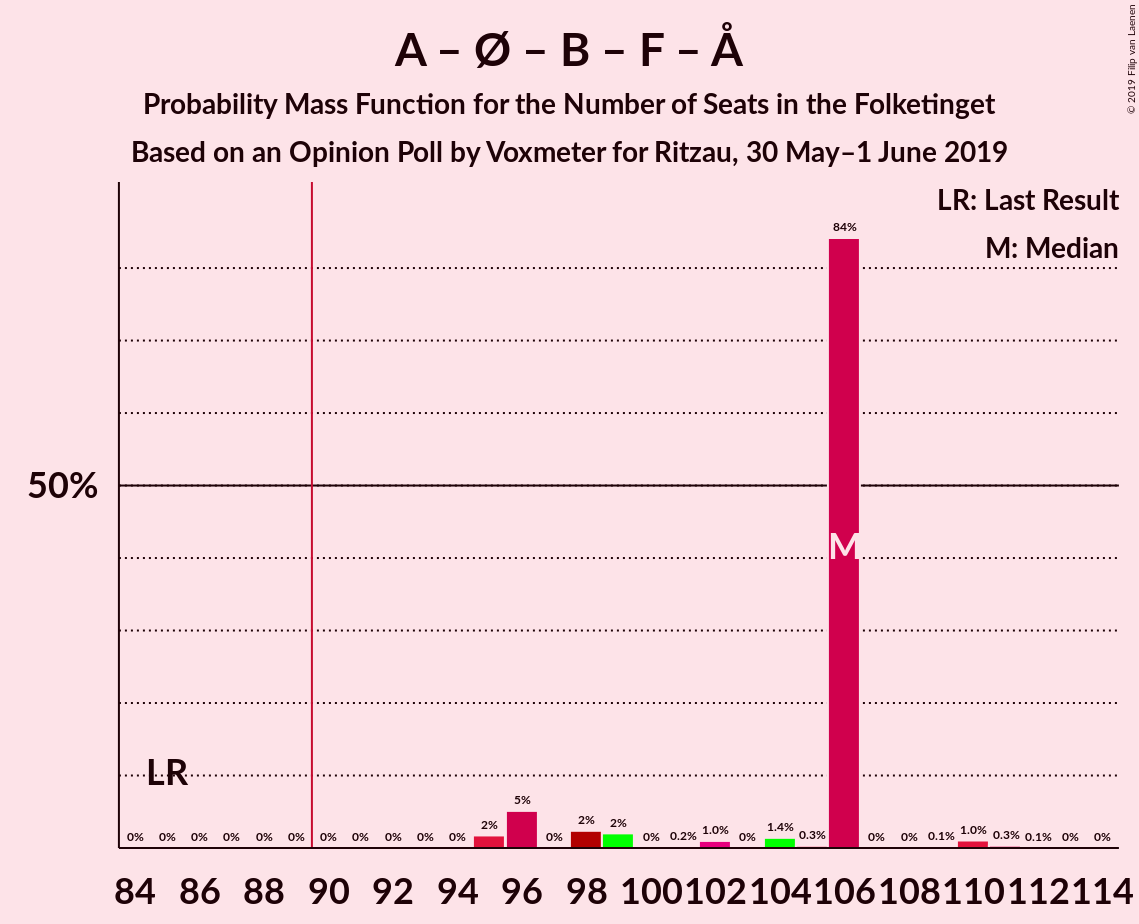 A – Ø – B – F – Å
Probability Mass Function for the Number of Seats in the Folketinget
Based on an Opinion Poll by Voxmeter for Ritzau, 30 May–1 June 2019
© 2019 Filip van Laenen
LR: Last Result
M: Median
84%
50%
M
LR
0% 0% 0% 0% 0% 0% 0% 0% 0% 0% 0% 2% 5% 0% 2% 2% 0% 0.2% 1.0% 0% 1.4% 0.3% 0% 0% 0.1% 1.0% 0.3% 0.1% 0% 0%
84 86 88 90 92 94 96 98 100 102 104 106 108 110 112 114